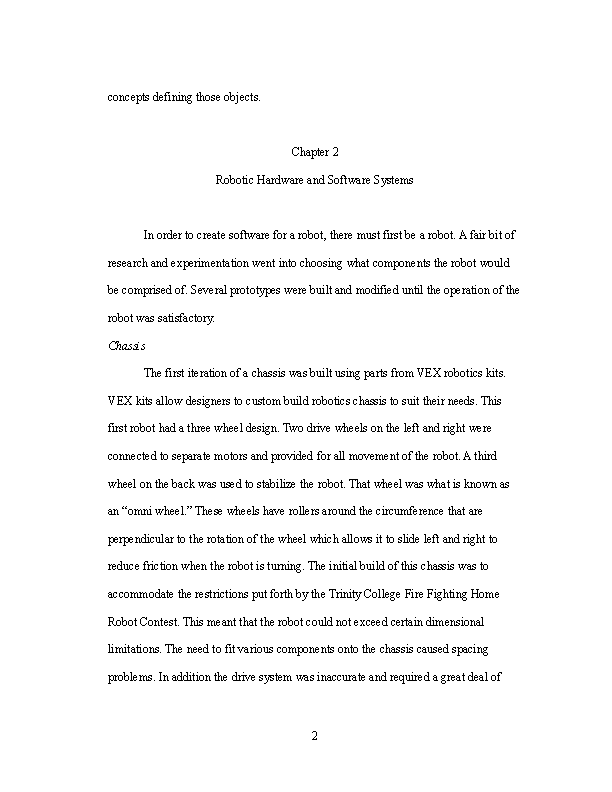 concepts defining those objects.
Chapter 2
Robotic Hardware and Software Systems
In order to create software for a robot, there must first be a robot. A fair bit of
research and experimentation went into choosing what components the robot would
be comprised of. Several prototypes were built and modified until the operation of the
robot was satisfactory.
Chassis
The first iteration of a chassis was built using parts from VEX robotics kits.
VEX kits allow designers to custom build robotics chassis to suit their needs. This
first robot had a three wheel design. Two drive wheels on the left and right were
connected to separate motors and provided for all movement of the robot. A third
wheel on the back was used to stabilize the robot. That wheel was what is known as
an “omni wheel.” These wheels have rollers around the circumference that are
perpendicular to the rotation of the wheel which allows it to slide left and right to
reduce friction when the robot is turning. The initial build of this chassis was to
accommodate the restrictions put forth by the Trinity College Fire Fighting Home
Robot Contest. This meant that the robot could not exceed certain dimensional
limitations. The need to fit various components onto the chassis caused spacing
problems. In addition the drive system was inaccurate and required a great deal of
2